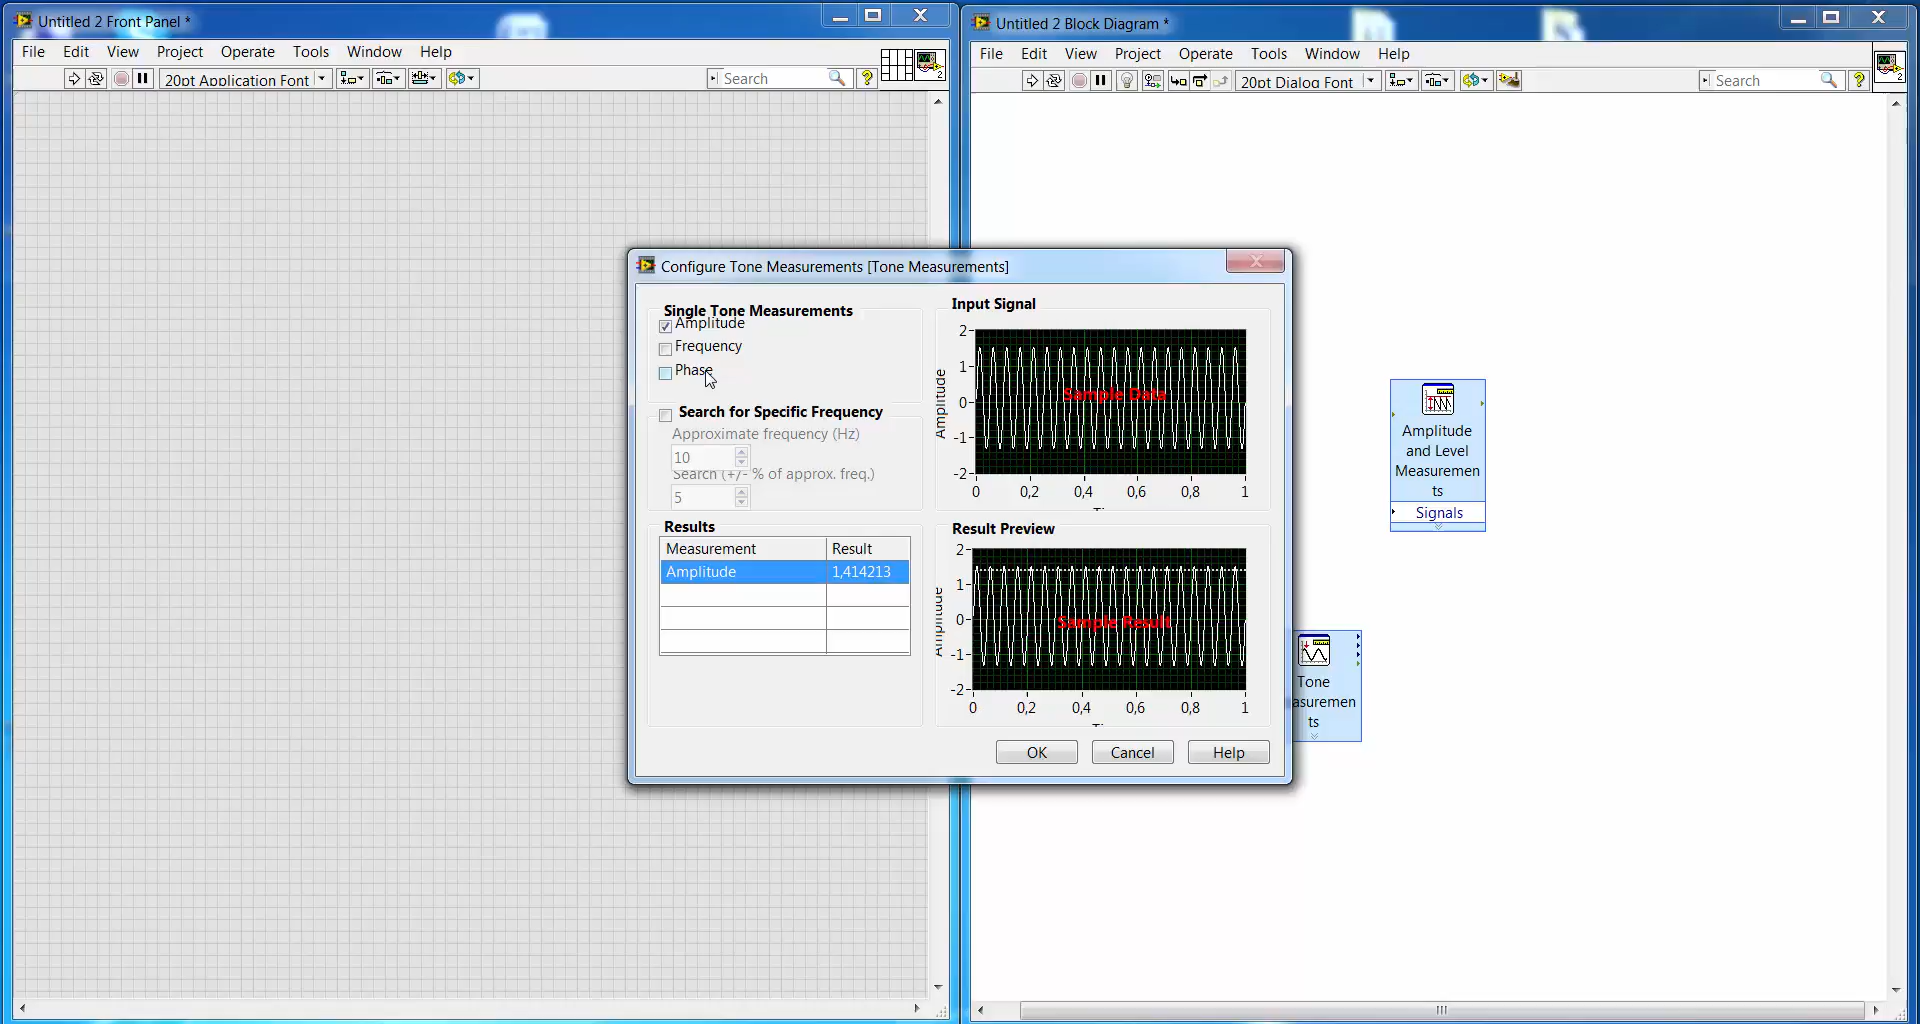 Untitled 2 Front Panel *
File Edit View Project Operate Tools Window Help
20pt Application Font
Search
2
Untitled 2 Block Diagram *
File Edit View Project Operate Tools Window Help
20pt Dialog Font
Search
2
Configure Tone Measurements [Tone Measurements]
Single Tone Measurements
Amplitude
Frequency
Phase
Search for Specific Frequency
Approximate frequency (Hz)
10
Search (+/- % of approx. freq.)
5
Results
Measurement Result
Amplitude 1,414213
Input Signal
Amplitude
2
1
0
-1
-2
Sample Data
0 0,2 0,4 0,6 0,8 1
Result Preview
Amplitude
2
1
0
-1
-2
Sample Result
0 0,2 0,4 0,6 0,8 1
OK Cancel Help
Amplitude
and Level
Measuremen
ts
Signals
Tone
asuremen
ts